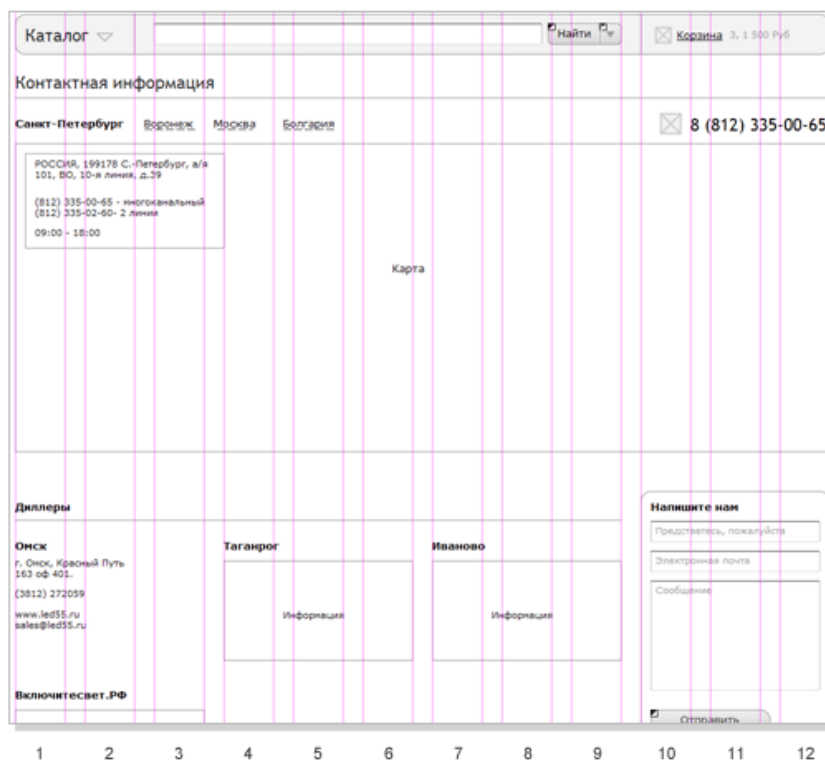 Каталог Найти Корзина 3, 1 500 Руб
Контактная информация
Санкт-Петербург Воронеж Москва Болгария 8 (812) 335-00-65
РОССИЯ, 199178 С.-Петербург, а/я
101, ВО, 10-я линия, д.39
(812) 335-00-65 - многоканальный
(812) 335-02-60- 2 линии
09:00 - 18:00
Карта
Диллеры
Напишите нам
Представтесь, пожалуйста
Омск Таганрог Иваново
Электронная почта
г. Омск, Красный Путь
163 оф 401.
Сообщение
(3812) 272059
www.led55.ru
sales@led55.ru
Информация Информация
Включитесвет.РФ
Отправить
1 2 3 4 5 6 7 8 9 10 11 12